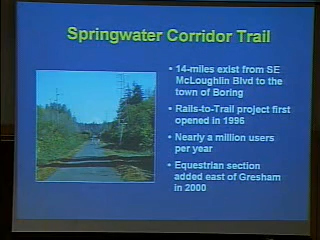 Springwater Corridor Trail
• 14-miles exist from SE
McLoughlin Blvd to the
town of Boring
• Rails-to-Trail project first
opened in 1996
• Nearly a million users
per year
• Equestrian section
added east of Gresham
in 2000